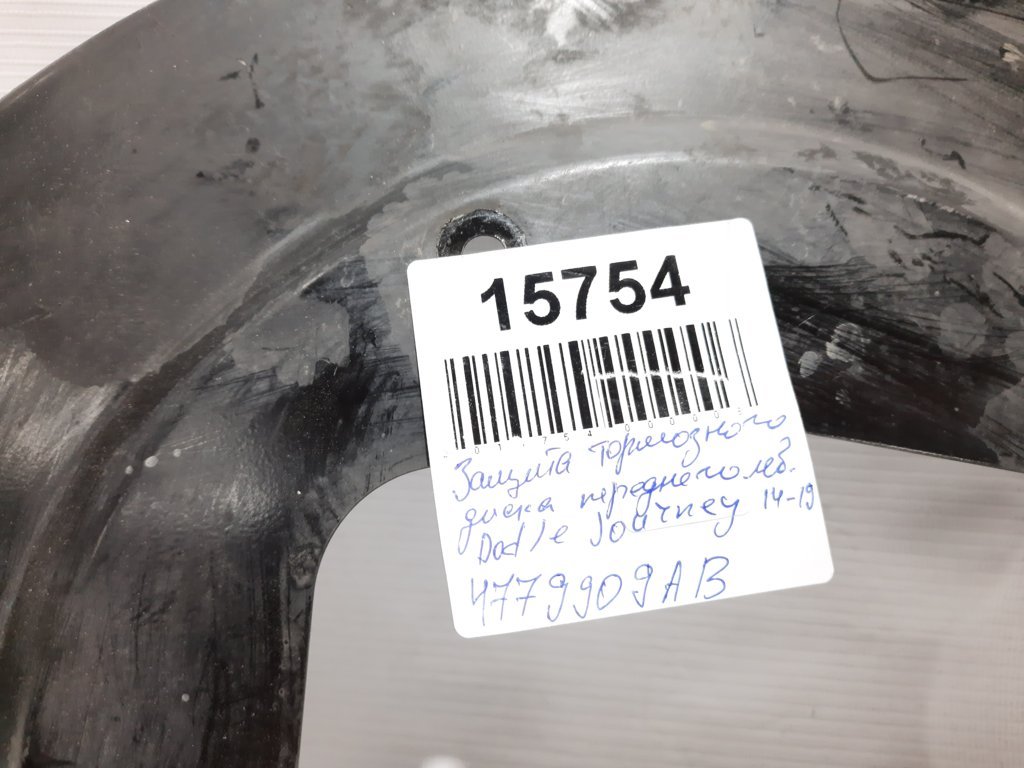 15754
Защита тормозного
диска переднего лев.
Dodge Journey 14-19
4779909AB